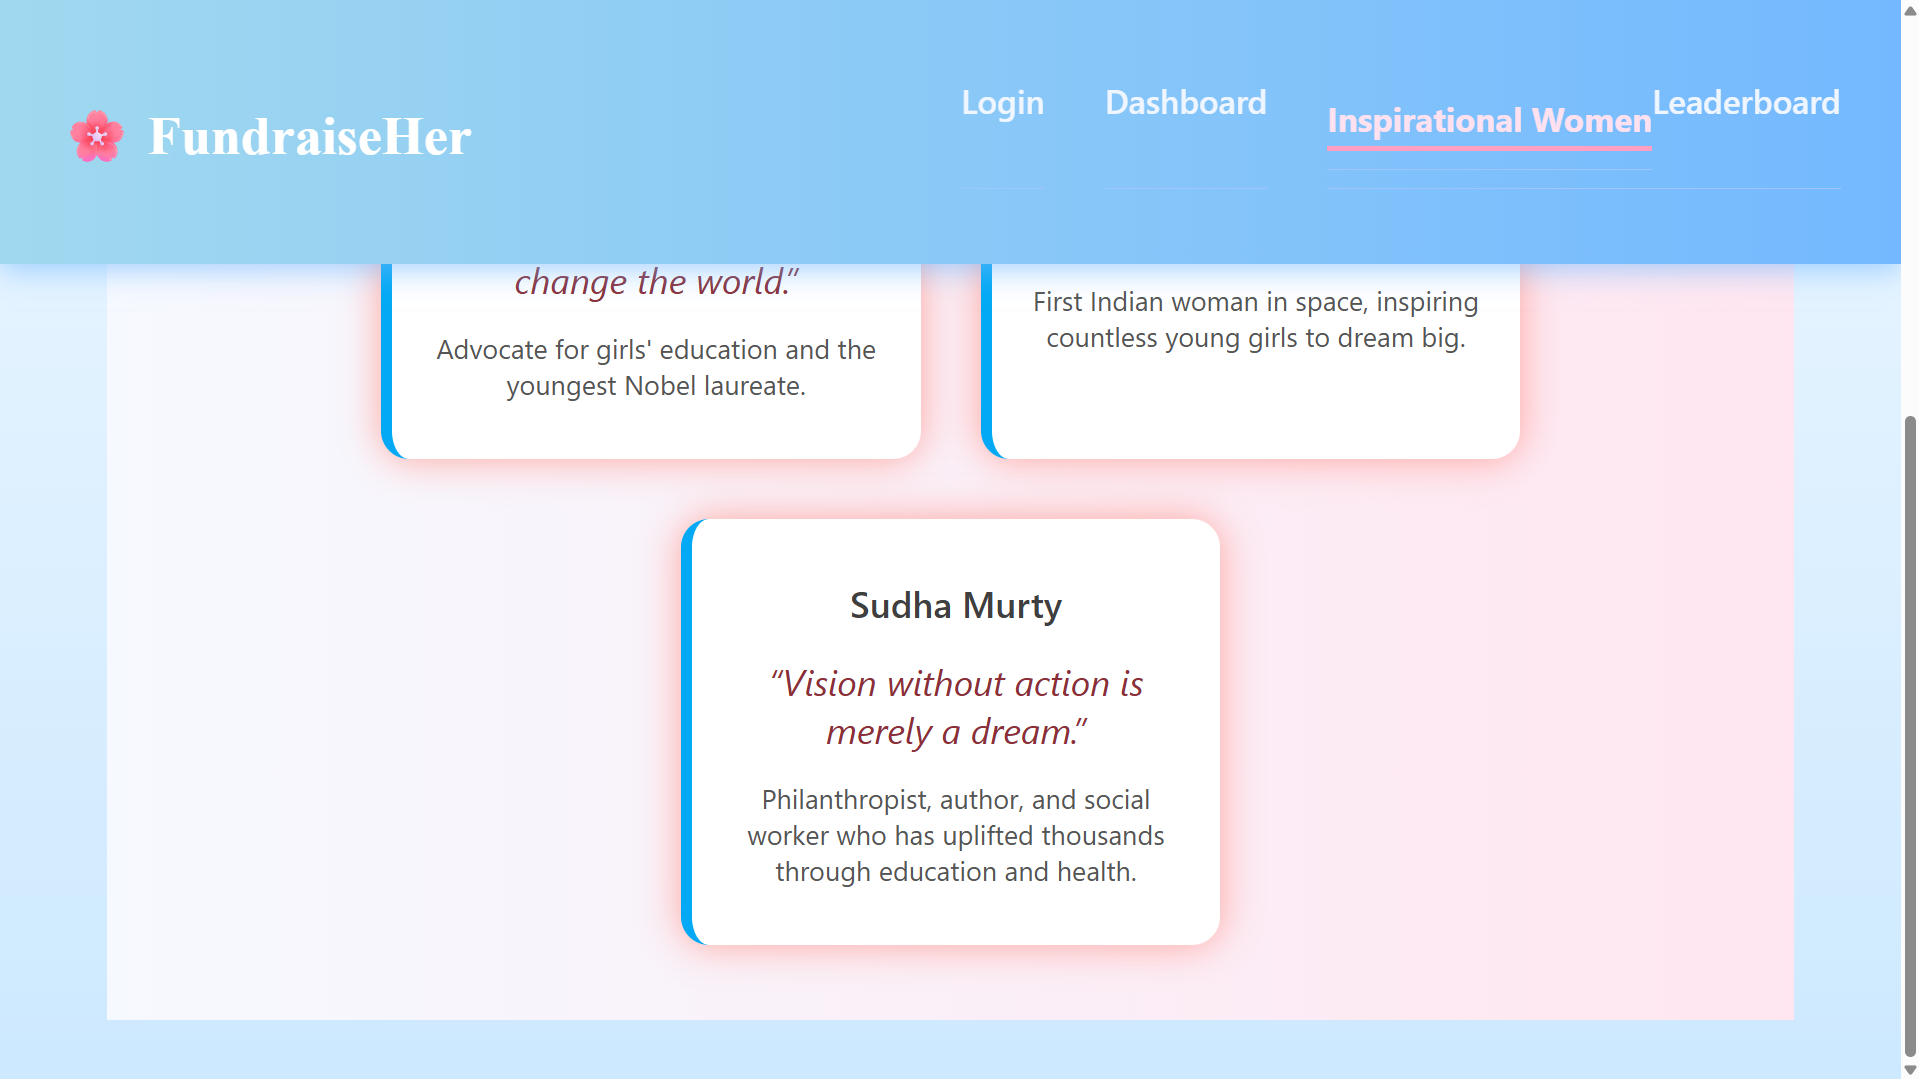 🌸 FundraiseHer
Login
Dashboard
Inspirational Women
Leaderboard
change the world.”
Advocate for girls' education and the
youngest Nobel laureate.
First Indian woman in space, inspiring
countless young girls to dream big.
Sudha Murty
“Vision without action is
merely a dream.”
Philanthropist, author, and social
worker who has uplifted thousands
through education and health.